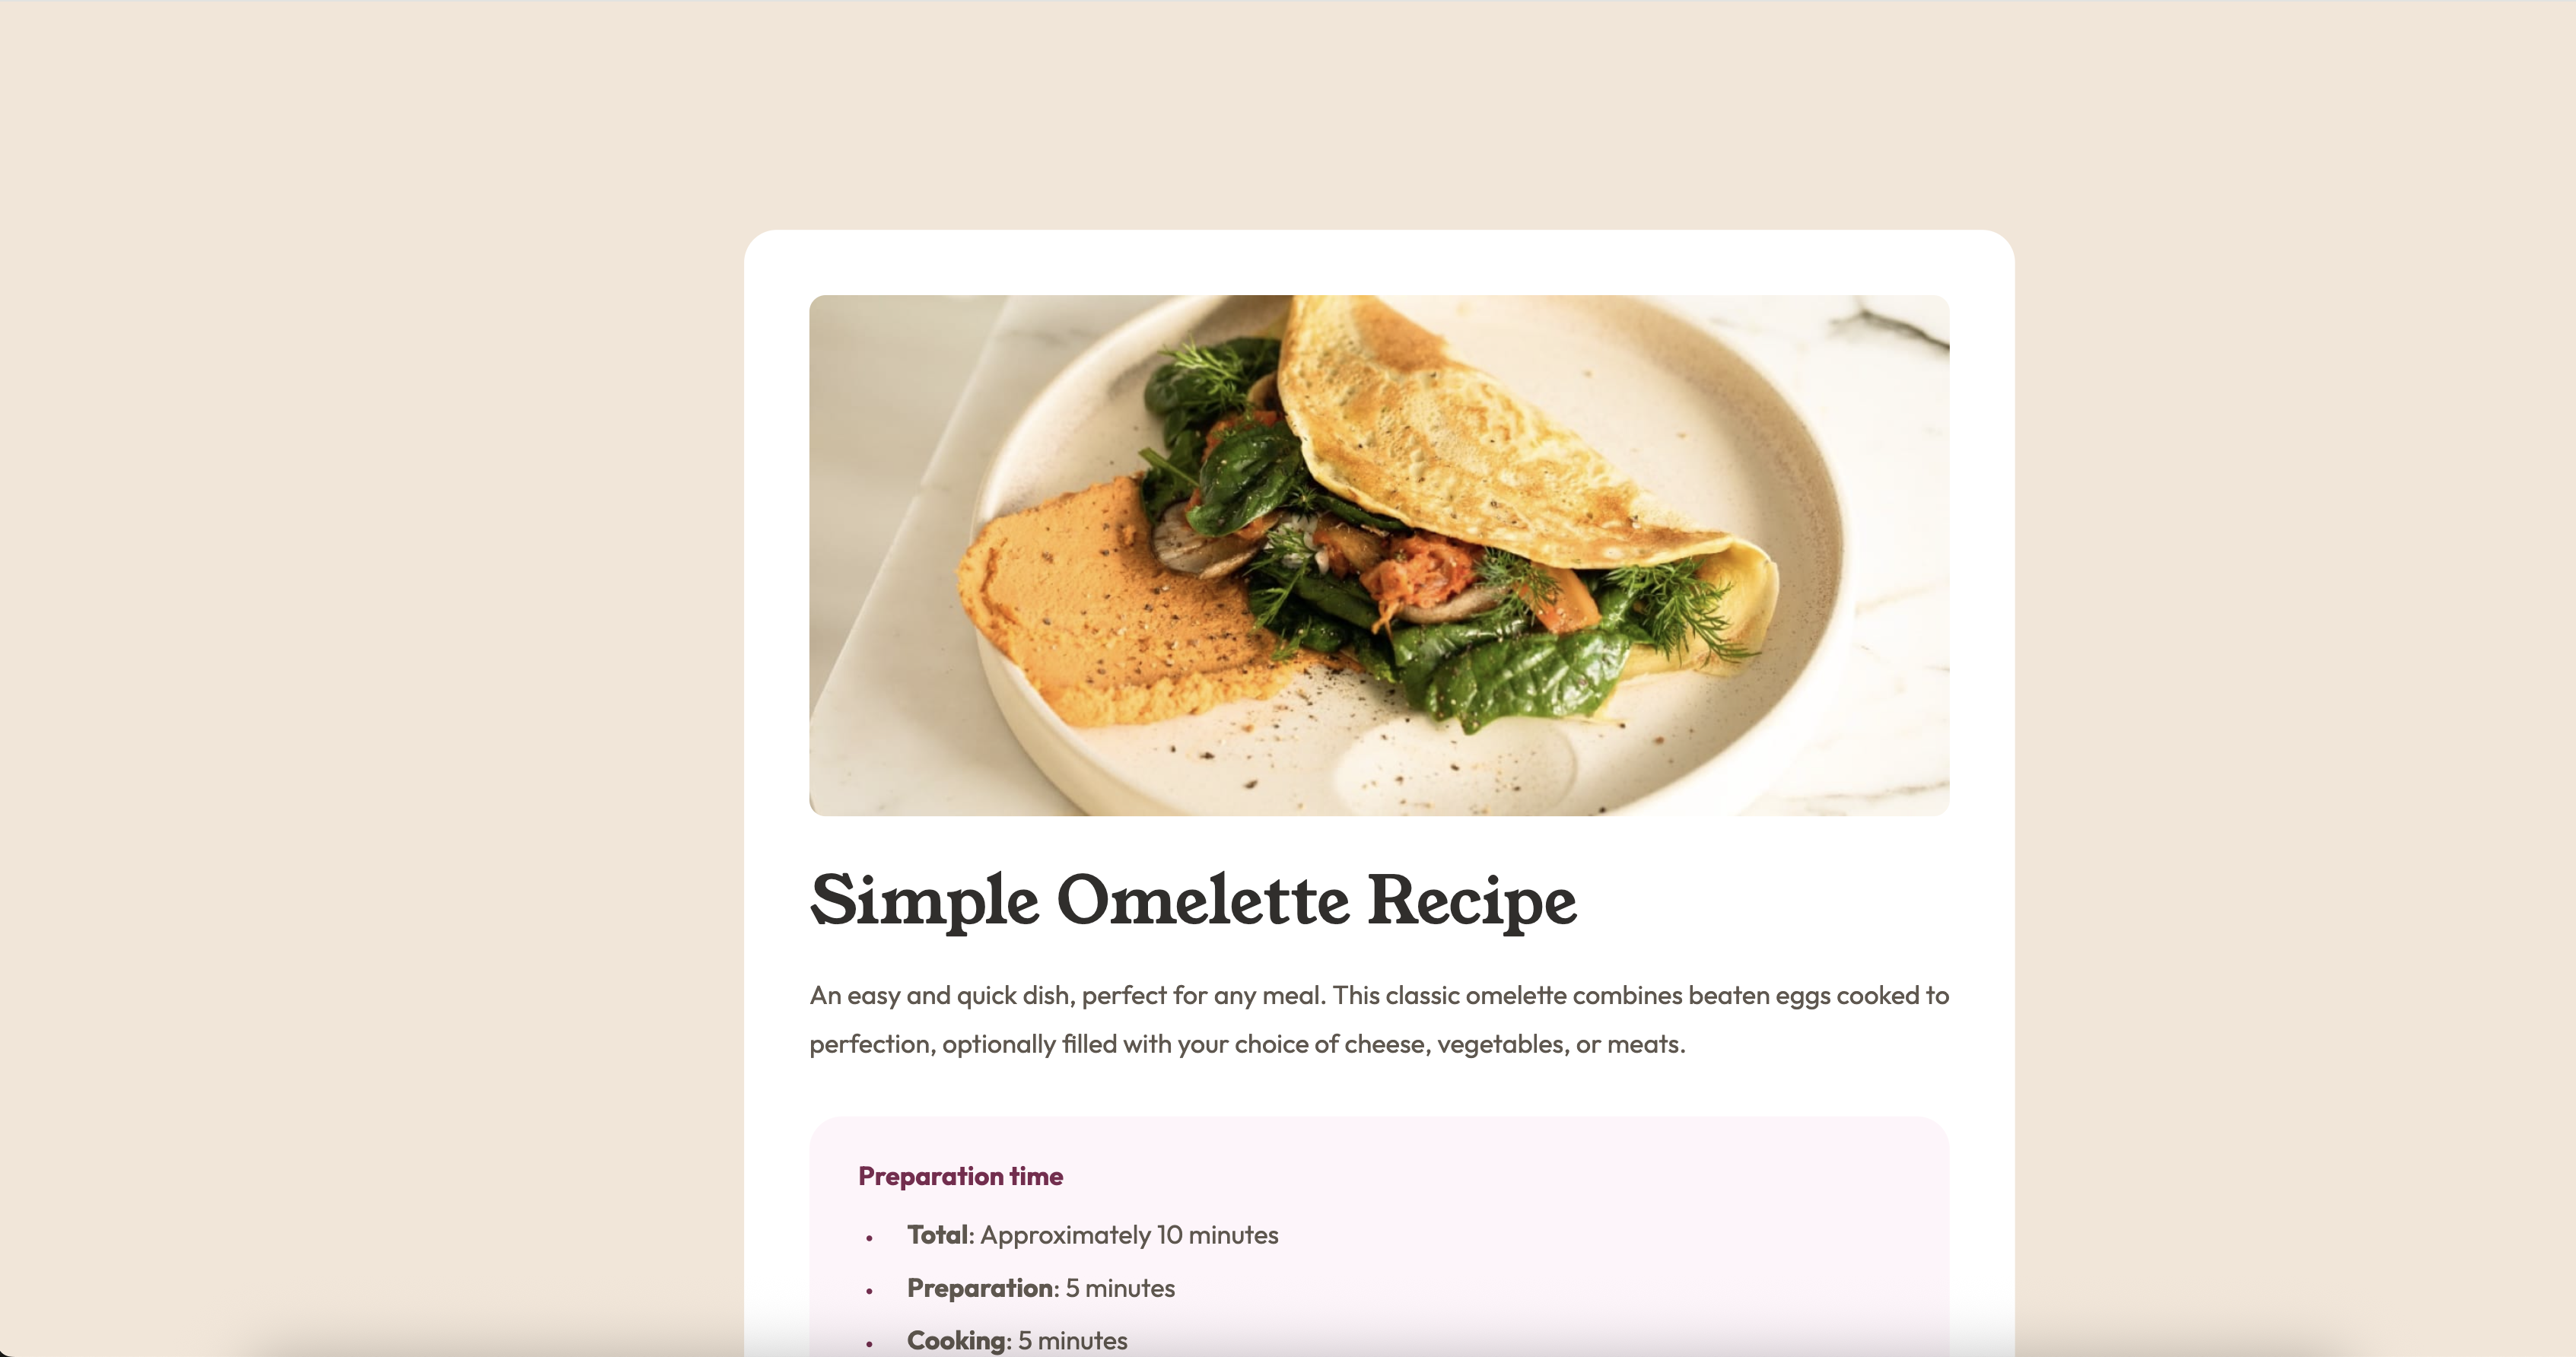 Simple Omelette Recipe
An easy and quick dish, perfect for any meal. This classic omelette combines beaten eggs cooked to
perfection, optionally filled with your choice of cheese, vegetables, or meats.
Preparation time
• Total: Approximately 10 minutes
• Preparation: 5 minutes
• Cooking: 5 minutes